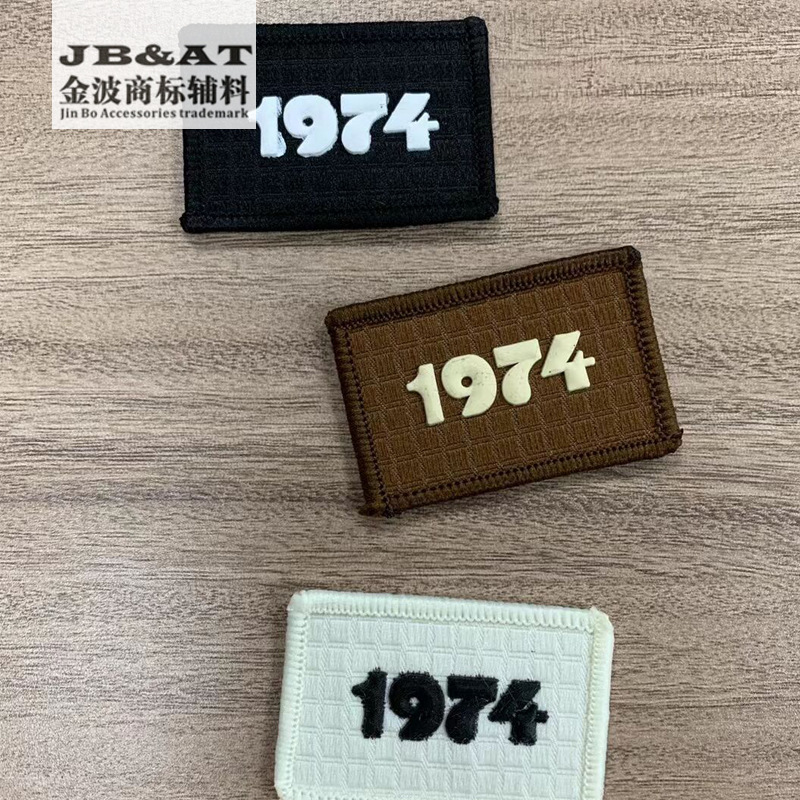 JB&AT
金波商标辅料
Jin Bo Accessories trademark
1974
1974
1974